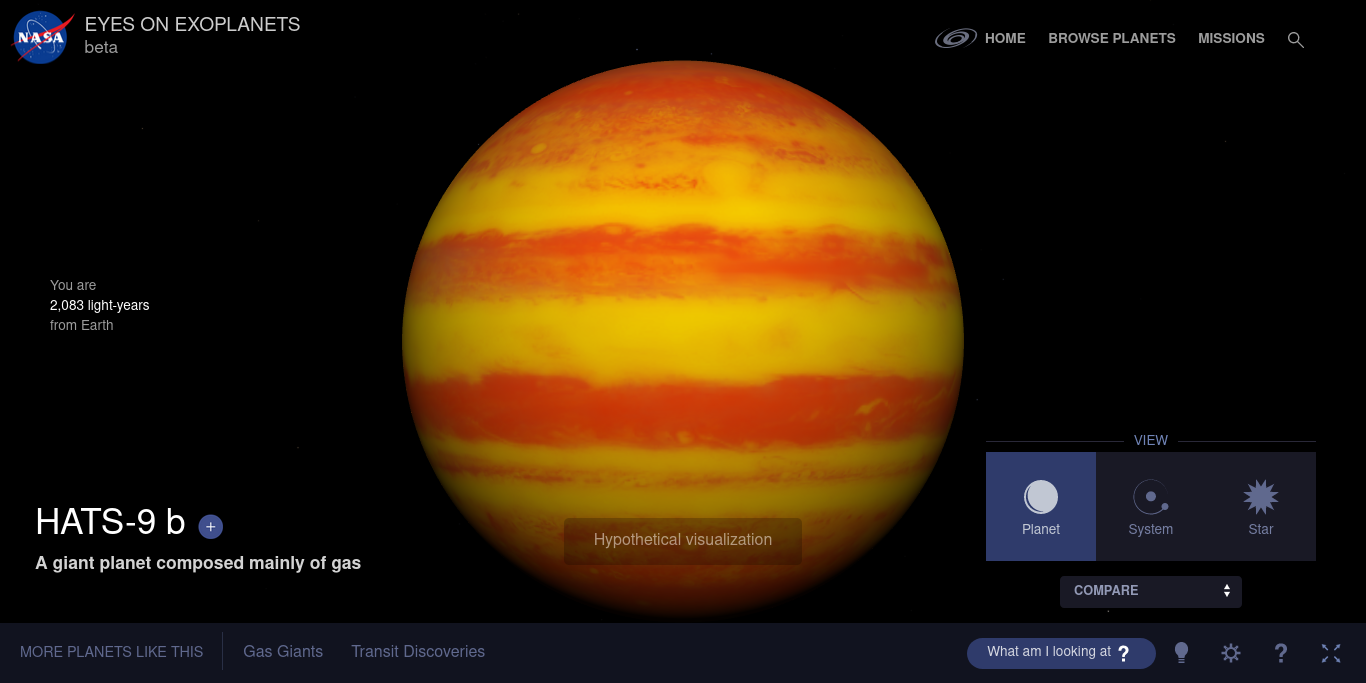 NASA
EYES ON EXOPLANETS
beta
HOME
BROWSE PLANETS
MISSIONS
You are
2,083 light-years
from Earth
VIEW
Planet
System
Star
HATS-9 b +
A giant planet composed mainly of gas
Hypothetical visualization
COMPARE
MORE PLANETS LIKE THIS
Gas Giants
Transit Discoveries
What am I looking at ?
?